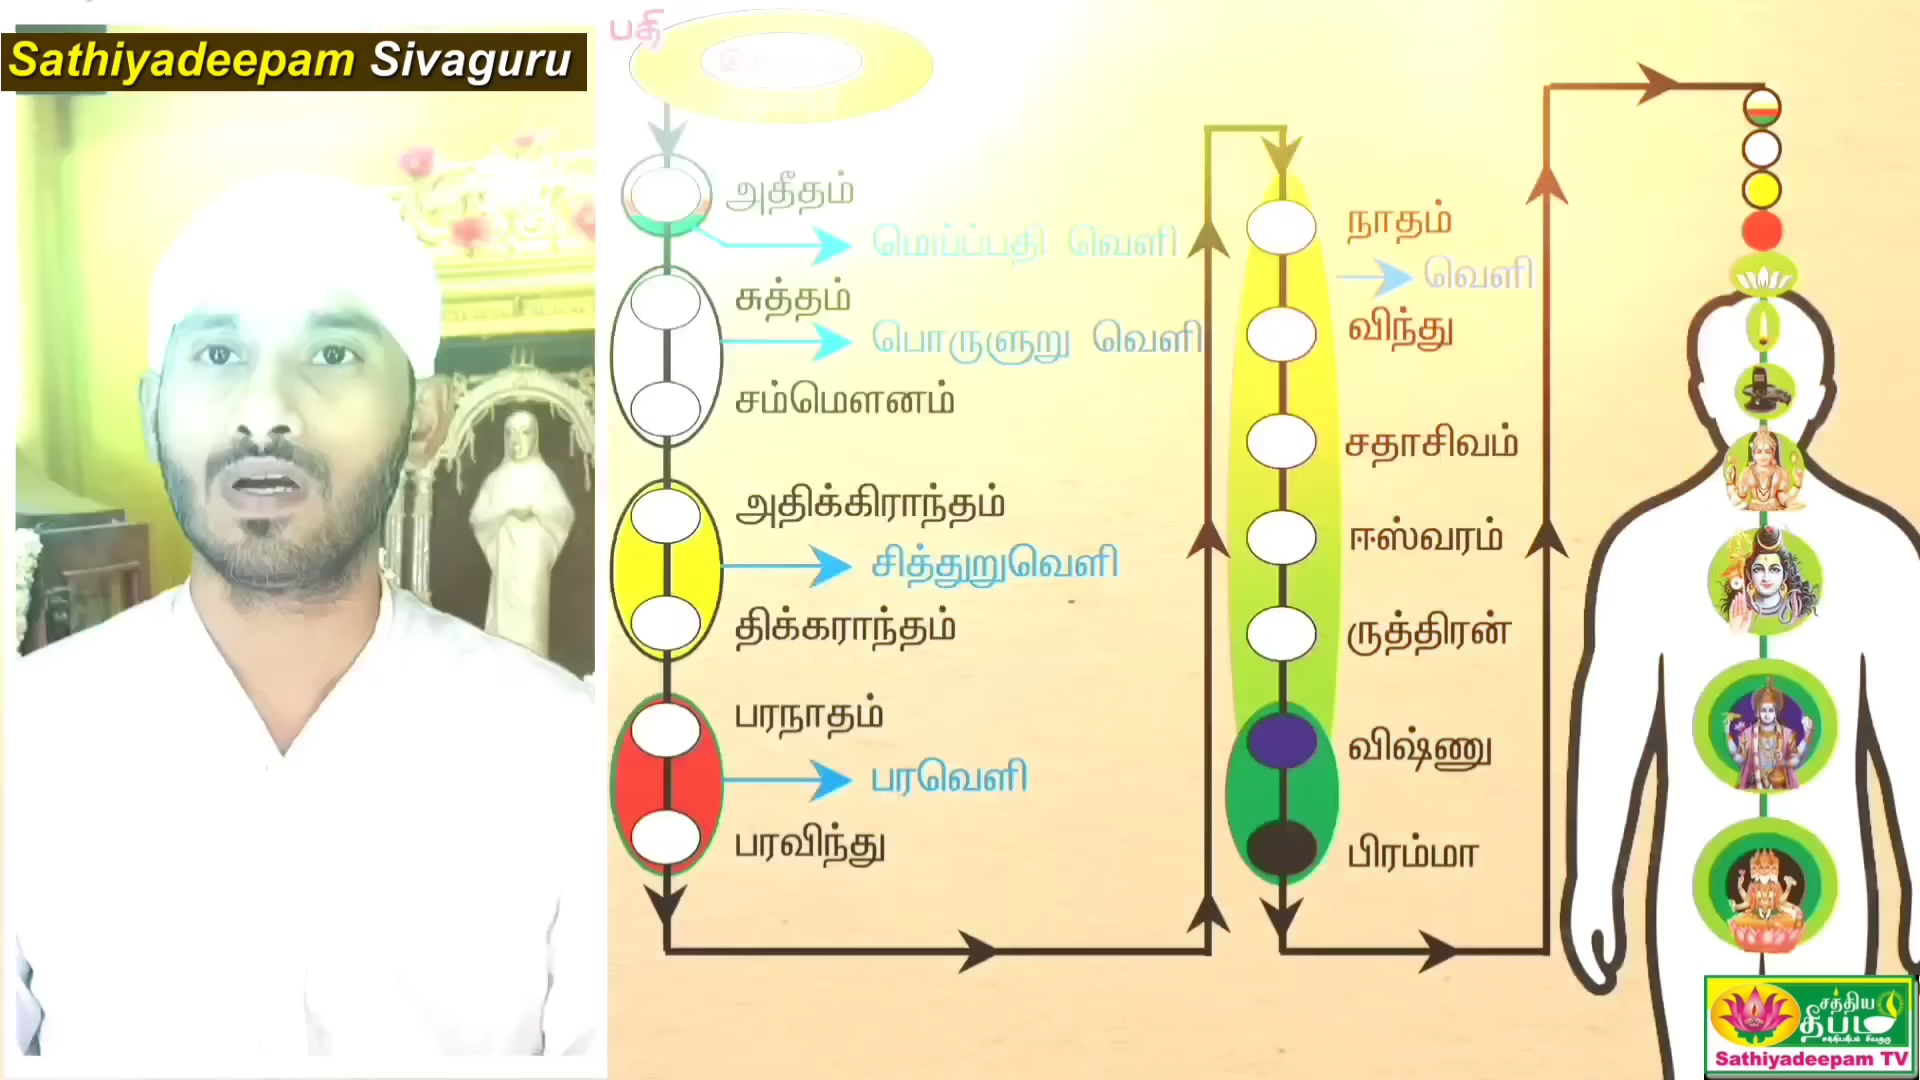 Sathiyadeepam Sivaguru
பதி
அதீதம்
மெப்ப்பதி வெளி
சுத்தம்
பொருளுறு வெளி
சம்மௌனம்
அதிக்கிராந்தம்
சித்துறுவெளி
திக்கராந்தம்
பரநாதம்
பரவெளி
பரவிந்து
நாதம்
வெளி
விந்து
சதாசிவம்
ஈஸ்வரம்
ருத்திரன்
விஷ்ணு
பிரம்மா
சத்திய
தீபம்
Sathiyadeepam TV